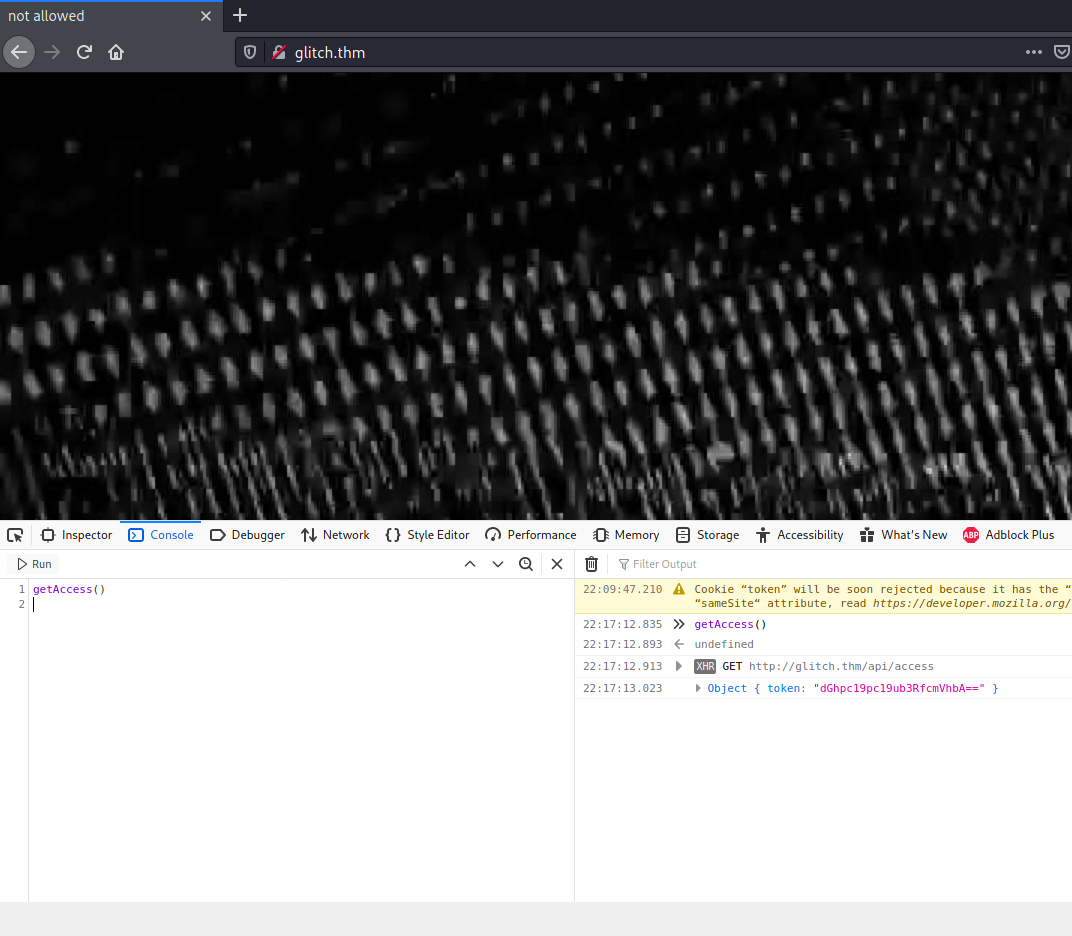 not allowed
glitch.thm
Inspector Console Debugger Network Style Editor Performance Memory Storage Accessibility What's New ABP Adblock Plus
Run
Filter Output
1 getAccess()
2
22:09:47.210 Cookie “token” will be soon rejected because it has the “
“sameSite“ attribute, read https://developer.mozilla.org/
22:17:12.835 getAccess()
22:17:12.893 undefined
22:17:12.913 XHR GET http://glitch.thm/api/access
22:17:13.023 Object { token: "dGhpc19pc19ub3RfcmVhbA==" }